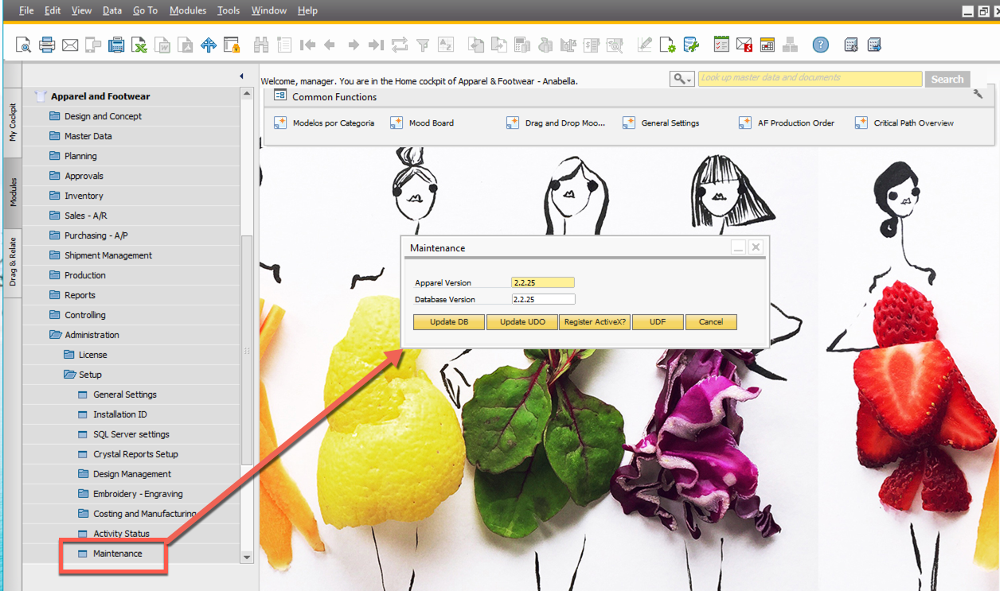 File Edit View Data Go To Modules Tools Window Help
Welcome, manager. You are in the Home cockpit of Apparel & Footwear - Anabella.
Look up master data and documents
Search
Common Functions
Modelos por Categoria
Mood Board
Drag and Drop Moo...
General Settings
AF Production Order
Critical Path Overview
My Cockpit
Modules
Drag & Relate
Apparel and Footwear
Design and Concept
Master Data
Planning
Approvals
Inventory
Sales - A/R
Purchasing - A/P
Shipment Management
Production
Reports
Controlling
Administration
License
Setup
General Settings
Installation ID
SQL Server settings
Crystal Reports Setup
Design Management
Embroidery - Engraving
Costing and Manufacturing
Activity Status
Maintenance
Maintenance
Apparel Version 2.2.25
Database Version 2.2.25
Update DB Update UDO Register ActiveX? UDF Cancel